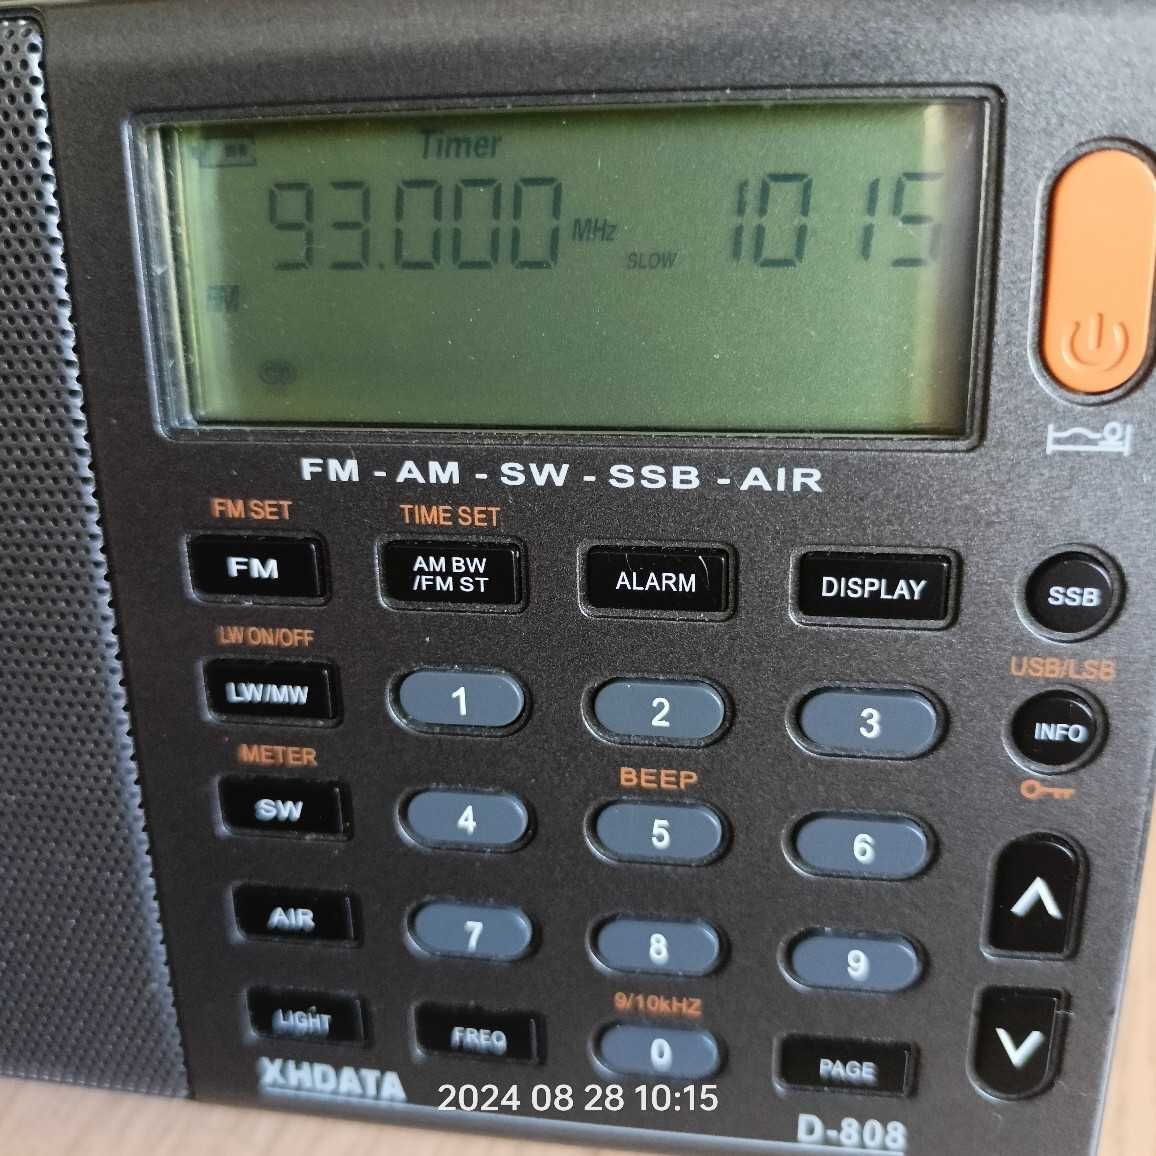 Timer
93.000 MHz SLOW 10 15
FM
FM - AM - SW - SSB - AIR
FM SET TIME SET
FM AM BW /FM ST ALARM DISPLAY SSB
LW ON/OFF USB/LSB
LW/MW 1 2 3 INFO
METER BEEP
SW 4 5 6
AIR 7 8 9
9/10kHZ
LIGHT FREQ 0 PAGE
XHDATA
2024 08 28 10:15
D-808